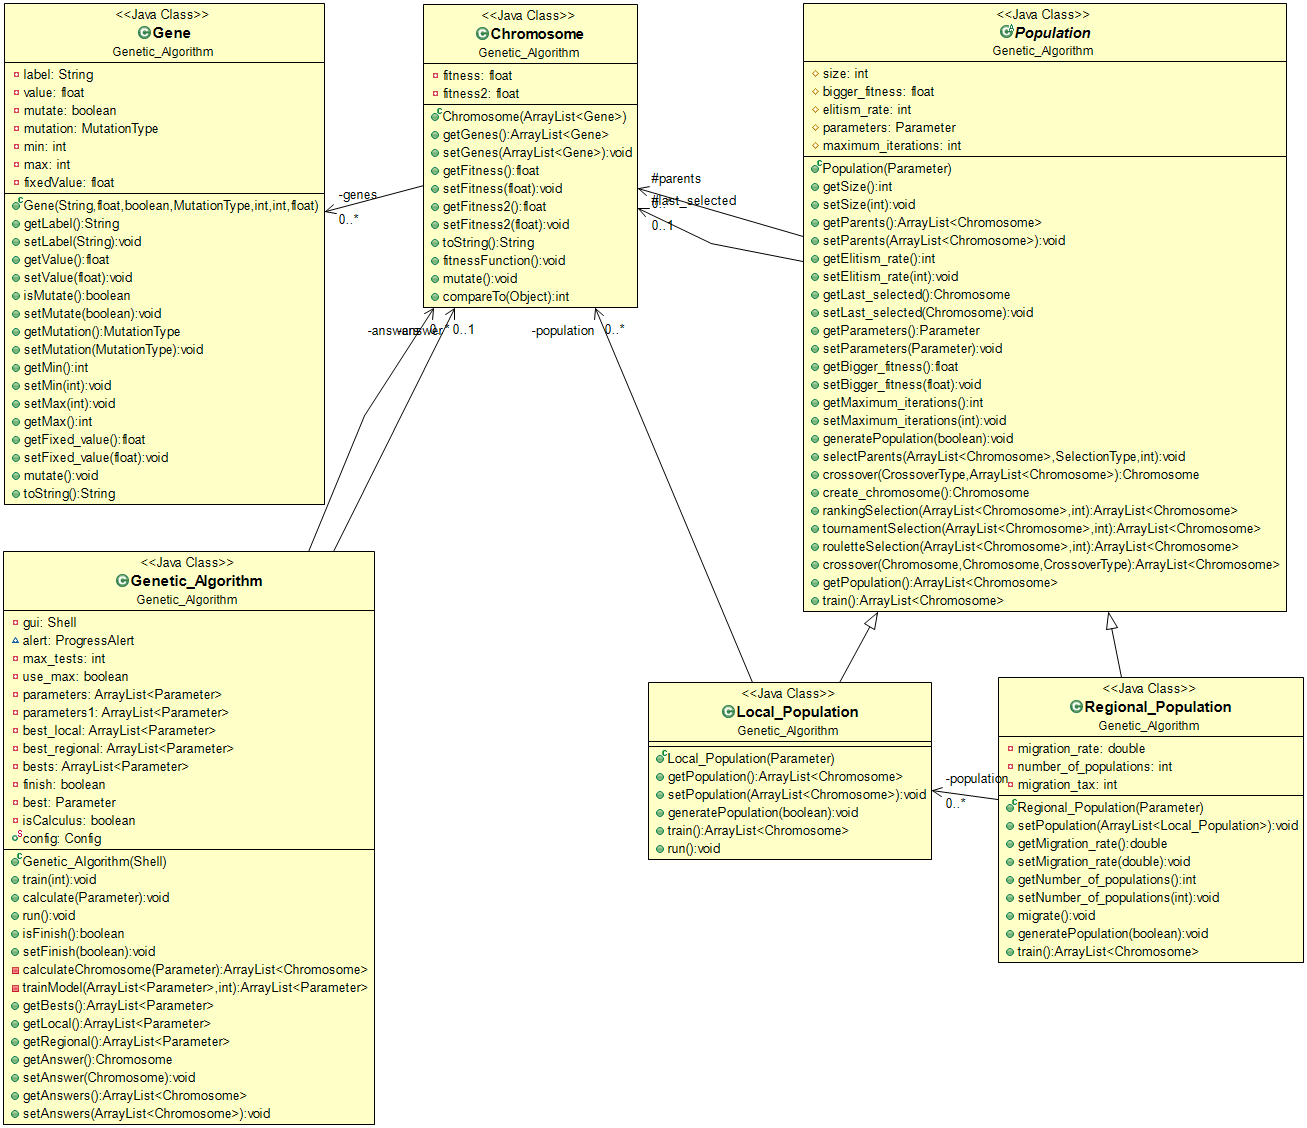 <<Java Class>>
Gene
Genetic_Algorithm
label: String
value: float
mutate: boolean
mutation: MutationType
min: int
max: int
fixedValue: float
Gene(String,float,boolean,MutationType,int,int,float)
getLabel():String
setLabel(String):void
getValue():float
setValue(float):void
isMutate():boolean
setMutate(boolean):void
getMutation():MutationType
setMutation(MutationType):void
getMin():int
setMin(int):void
setMax(int):void
getMax():int
getFixed_value():float
setFixed_value(float):void
mutate():void
toString():String
-genes
0..*
<<Java Class>>
Chromosome
Genetic_Algorithm
fitness: float
fitness2: float
Chromosome(ArrayList<Gene>)
getGenes():ArrayList<Gene>
setGenes(ArrayList<Gene>):void
getFitness():float
setFitness(float):void
getFitness2():float
setFitness2(float):void
toString():String
fitnessFunction():void
mutate():void
compareTo(Object):int
#parents
0..*
#last_selected
0..1
-answers
-answer
0..*
0..1
-population
0..*
<<Java Class>>
Population
Genetic_Algorithm
size: int
bigger_fitness: float
elitism_rate: int
parameters: Parameter
maximum_iterations: int
Population(Parameter)
getSize():int
setSize(int):void
getParents():ArrayList<Chromosome>
setParents(ArrayList<Chromosome>):void
getElitism_rate():int
setElitism_rate(int):void
getLast_selected():Chromosome
setLast_selected(Chromosome):void
getParameters():Parameter
setParameters(Parameter):void
getBigger_fitness():float
setBigger_fitness(float):void
getMaximum_iterations():int
setMaximum_iterations(int):void
generatePopulation(boolean):void
selectParents(ArrayList<Chromosome>,SelectionType,int):void
crossover(CrossoverType,ArrayList<Chromosome>):Chromosome
create_chromosome():Chromosome
rankingSelection(ArrayList<Chromosome>,int):ArrayList<Chromosome>
tournamentSelection(ArrayList<Chromosome>,int):ArrayList<Chromosome>
rouletteSelection(ArrayList<Chromosome>,int):ArrayList<Chromosome>
crossover(Chromosome,Chromosome,CrossoverType):ArrayList<Chromosome>
getPopulation():ArrayList<Chromosome>
train():ArrayList<Chromosome>
<<Java Class>>
Genetic_Algorithm
Genetic_Algorithm
gui: Shell
alert: ProgressAlert
max_tests: int
use_max: boolean
parameters: ArrayList<Parameter>
parameters1: ArrayList<Parameter>
best_local: ArrayList<Parameter>
best_regional: ArrayList<Parameter>
bests: ArrayList<Parameter>
finish: boolean
best: Parameter
isCalculus: boolean
config: Config
Genetic_Algorithm(Shell)
train(int):void
calculate(Parameter):void
run():void
isFinish():boolean
setFinish(boolean):void
calculateChromosome(Parameter):ArrayList<Chromosome>
trainModel(ArrayList<Parameter>,int):ArrayList<Parameter>
getBests():ArrayList<Parameter>
getLocal():ArrayList<Parameter>
getRegional():ArrayList<Parameter>
getAnswer():Chromosome
setAnswer(Chromosome):void
getAnswers():ArrayList<Chromosome>
setAnswers(ArrayList<Chromosome>):void
<<Java Class>>
Local_Population
Genetic_Algorithm
Local_Population(Parameter)
getPopulation():ArrayList<Chromosome>
setPopulation(ArrayList<Chromosome>):void
generatePopulation(boolean):void
train():ArrayList<Chromosome>
run():void
-population
0..*
<<Java Class>>
Regional_Population
Genetic_Algorithm
migration_rate: double
number_of_populations: int
migration_tax: int
Regional_Population(Parameter)
setPopulation(ArrayList<Local_Population>):void
getMigration_rate():double
setMigration_rate(double):void
getNumber_of_populations():int
setNumber_of_populations(int):void
migrate():void
generatePopulation(boolean):void
train():ArrayList<Chromosome>